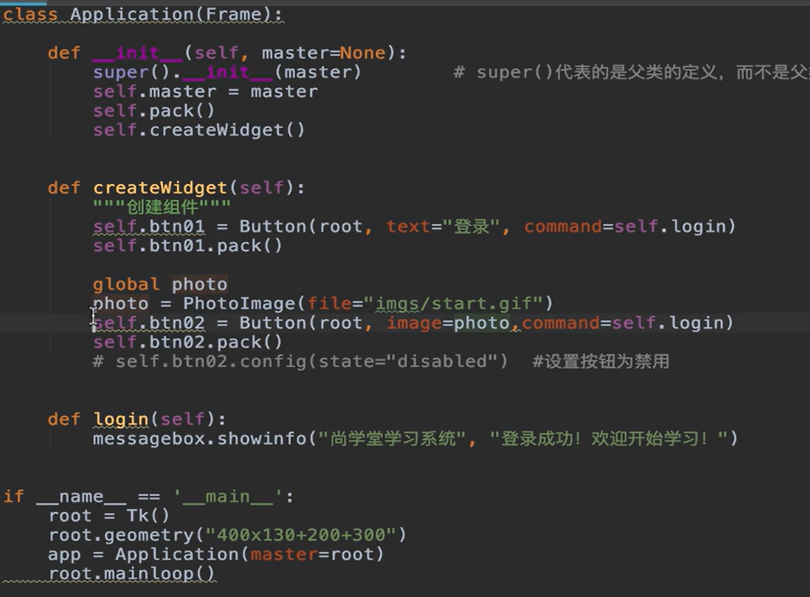 class Application(Frame):
def __init__(self, master=None):
super().__init__(master) # super()代表的是父类的定义，而不是父
self.master = master
self.pack()
self.createWidget()
def createWidget(self):
"""创建组件"""
self.btn01 = Button(root, text="登录", command=self.login)
self.btn01.pack()
global photo
photo = PhotoImage(file="imgs/start.gif")
self.btn02 = Button(root, image=photo,command=self.login)
self.btn02.pack()
# self.btn02.config(state="disabled") #设置按钮为禁用
def login(self):
messagebox.showinfo("尚学堂学习系统", "登录成功！欢迎开始学习！")
if __name__ == '__main__':
root = Tk()
root.geometry("400x130+200+300")
app = Application(master=root)
root.mainloop()